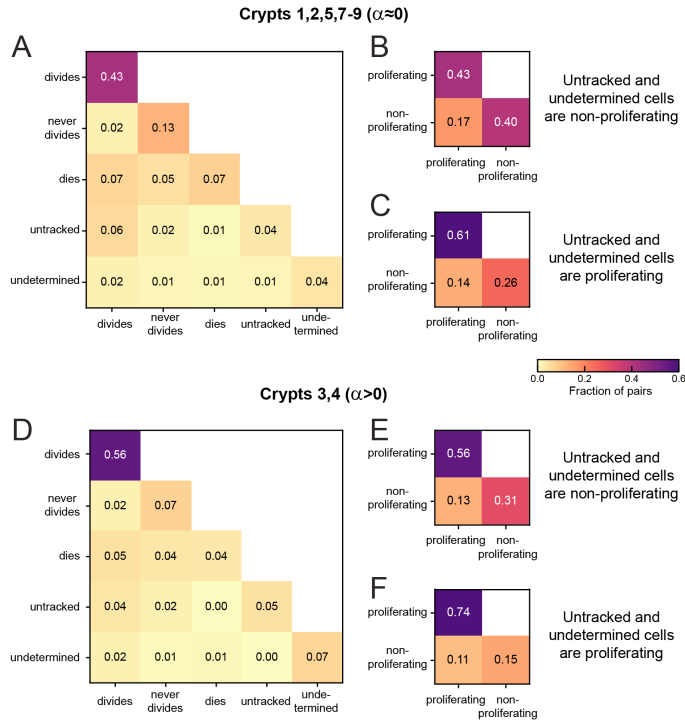 Crypts 1,2,5,7-9 (α≈0)
A
divides
never
divides
dies
untracked
undetermined
0.43
0.02 0.13
0.07 0.05 0.07
0.06 0.02 0.01 0.04
0.02 0.01 0.01 0.01 0.04
divides never divides dies untracked unde-termined
B
proliferating
non-
proliferating
0.43
0.17 0.40
proliferating non-
proliferating
Untracked and
undetermined cells
are non-proliferating
C
proliferating
non-
proliferating
0.61
0.14 0.26
proliferating non-
proliferating
Untracked and
undetermined cells
are proliferating
0.0 0.2 0.4 0.6
Fraction of pairs
Crypts 3,4 (α>0)
D
divides
never
divides
dies
untracked
undetermined
0.56
0.02 0.07
0.05 0.04 0.04
0.04 0.02 0.00 0.05
0.02 0.01 0.01 0.00 0.07
divides never divides dies untracked unde-termined
E
proliferating
non-
proliferating
0.56
0.13 0.31
proliferating non-
proliferating
Untracked and
undetermined cells
are non-proliferating
F
proliferating
non-
proliferating
0.74
0.11 0.15
proliferating non-
proliferating
Untracked and
undetermined cells
are proliferating